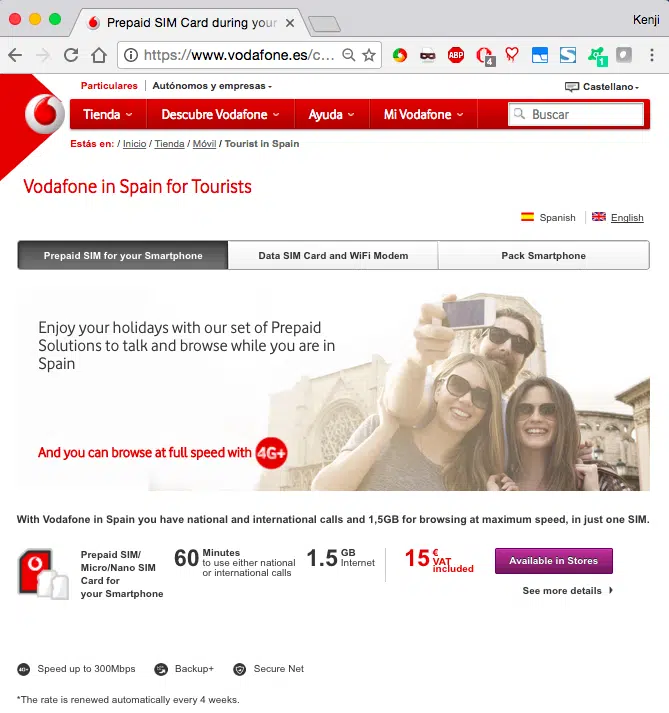 Prepaid SIM Card during your
Kenji
https://www.vodafone.es/c...
ABP
4
1
Particulares
Autónomos y empresas
Castellano
Tienda
Descubre Vodafone
Ayuda
Mi Vodafone
Buscar
Estás en: / Inicio / Tienda / Móvil / Tourist in Spain
Vodafone in Spain for Tourists
Spanish
English
Prepaid SIM for your Smartphone
Data SIM Card and WiFi Modem
Pack Smartphone
Enjoy your holidays with our set of Prepaid
Solutions to talk and browse while you are in
Spain
And you can browse at full speed with 4G+
With Vodafone in Spain you have national and international calls and 1,5GB for browsing at maximum speed, in just one SIM.
Prepaid SIM/
Micro/Nano SIM
Card for
your Smartphone
60 Minutes
to use either national
or international calls
1.5 GB
Internet
15 €
VAT
included
Available in Stores
See more details
4G+ Speed up to 300Mbps
Backup+
Secure Net
*The rate is renewed automatically every 4 weeks.